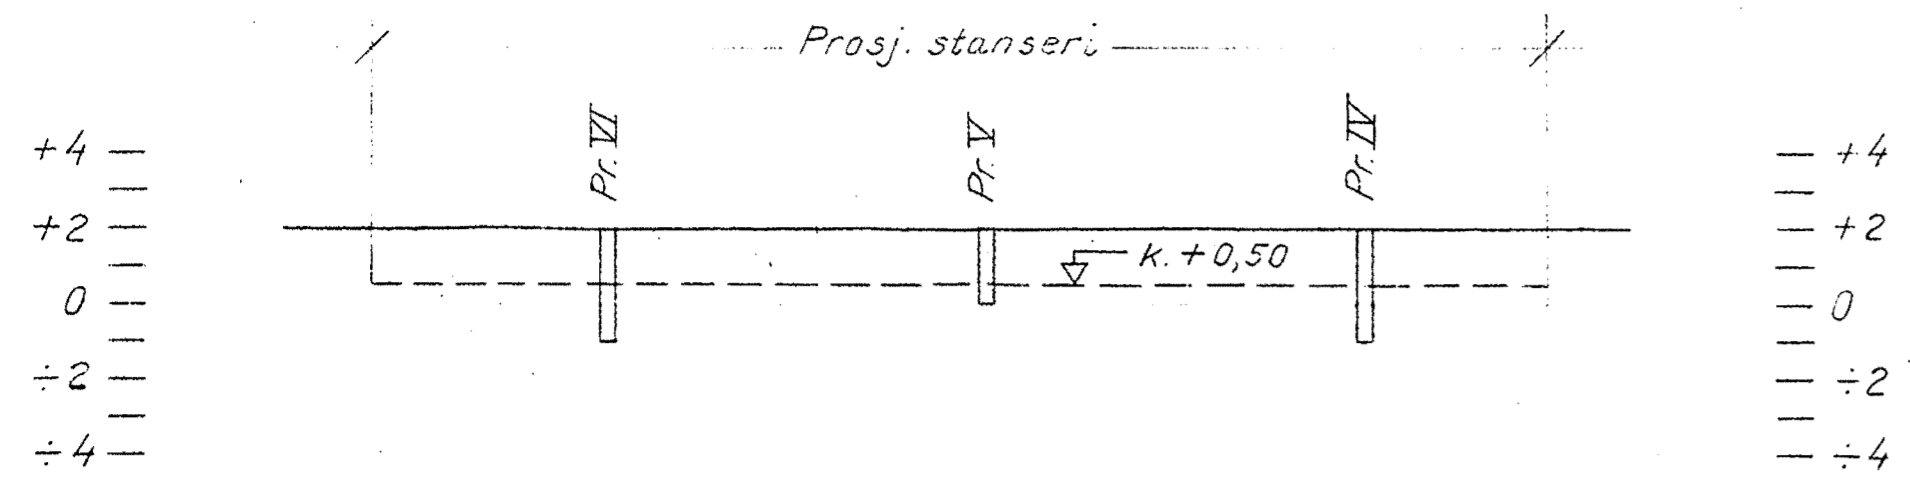 Prosj. stanseri
Pr. VI
Pr. V
Pr. IV
+4
+2
0
÷2
÷4
k. +0,50
+4
+2
0
÷2
÷4